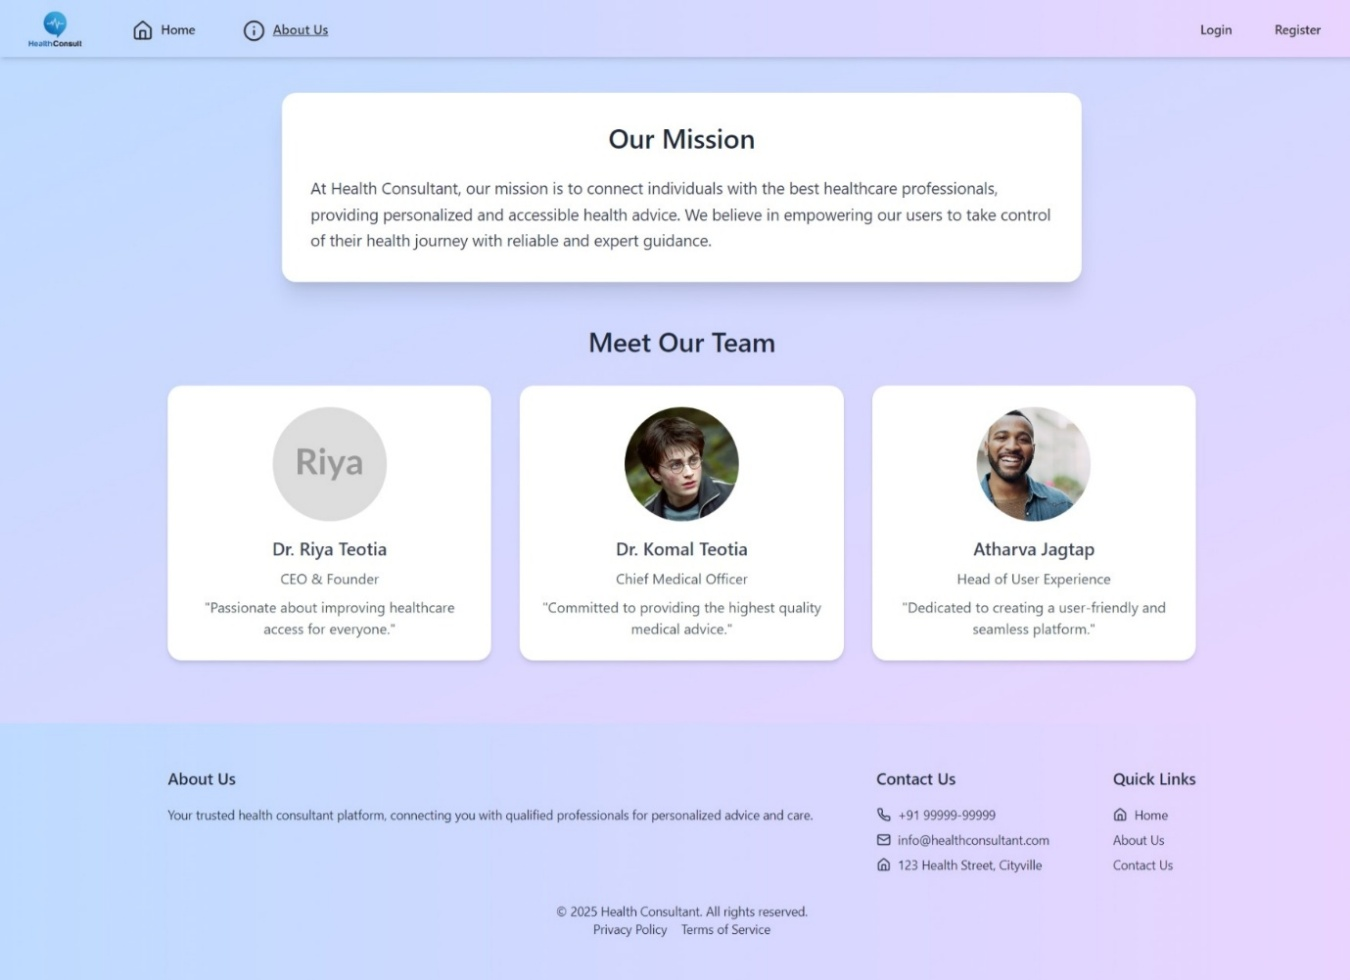 HealthConsult
Home
About Us
Login
Register
Our Mission
At Health Consultant, our mission is to connect individuals with the best healthcare professionals,
providing personalized and accessible health advice. We believe in empowering our users to take control
of their health journey with reliable and expert guidance.
Meet Our Team
Riya
Dr. Riya Teotia
CEO & Founder
"Passionate about improving healthcare
access for everyone."
Dr. Komal Teotia
Chief Medical Officer
"Committed to providing the highest quality
medical advice."
Atharva Jagtap
Head of User Experience
"Dedicated to creating a user-friendly and
seamless platform."
About Us
Your trusted health consultant platform, connecting you with qualified professionals for personalized advice and care.
Contact Us
+91 99999-99999
info@healthconsultant.com
123 Health Street, Cityville
Quick Links
Home
About Us
Contact Us
© 2025 Health Consultant. All rights reserved.
Privacy Policy Terms of Service